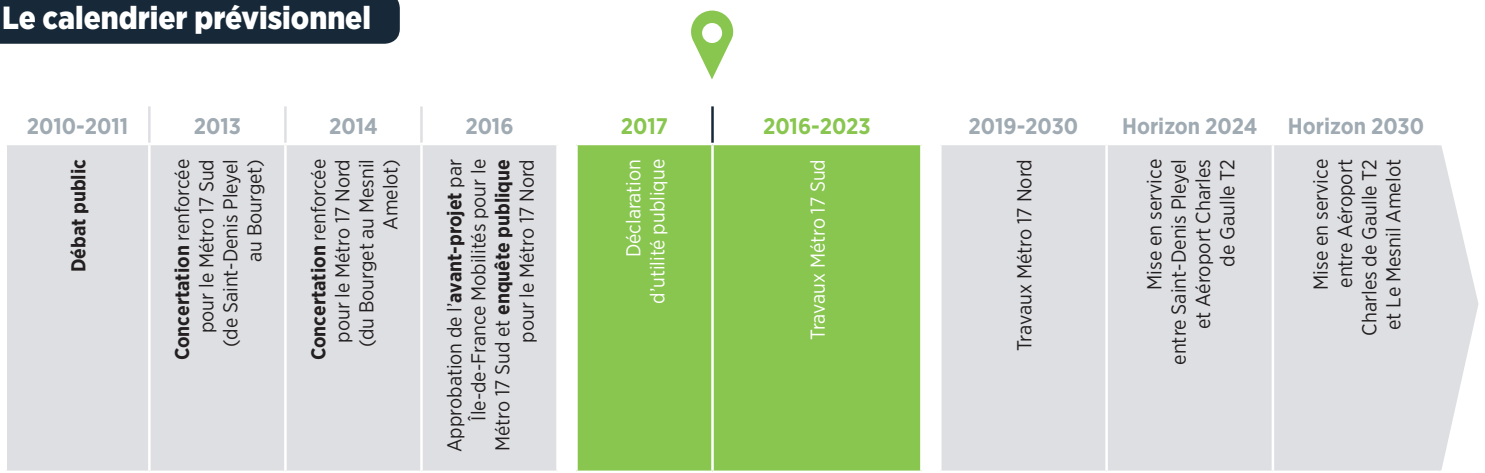 Le calendrier prévisionnel
2010-2011
Débat public
2013
Concertation renforcée
pour le Métro 17 Sud
(de Saint-Denis Pleyel
au Bourget)
2014
Concertation renforcée
pour le Métro 17 Nord
(du Bourget au Mesnil
Amelot)
2016
Approbation de l'avant-projet par
Île-de-France Mobilités pour le
Métro 17 Sud et enquête publique
pour le Métro 17 Nord
2017
Déclaration
d'utilité publique
2016-2023
Travaux Métro 17 Sud
2019-2030
Travaux Métro 17 Nord
Horizon 2024
Mise en service
entre Saint-Denis Pleyel
et Aéroport Charles
de Gaulle T2
Horizon 2030
Mise en service
entre Aéroport
Charles de Gaulle T2
et Le Mesnil Amelot